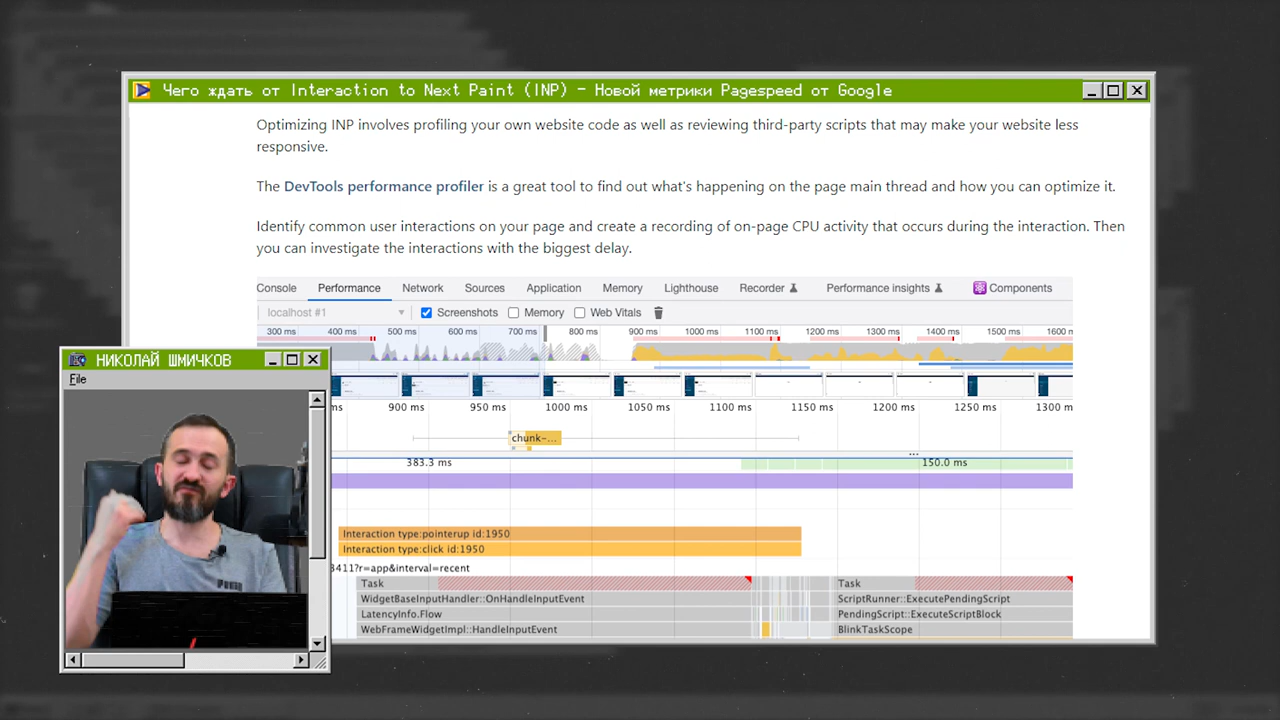 Чего ждать от Interaction to Next Paint (INP) - Новой метрики Pagespeed от Google
Optimizing INP involves profiling your own website code as well as reviewing third-party scripts that may make your website less
responsive.
The DevTools performance profiler is a great tool to find out what's happening on the page main thread and how you can optimize it.
Identify common user interactions on your page and create a recording of on-page CPU activity that occurs during the interaction. Then
you can investigate the interactions with the biggest delay.
Console Performance Network Sources Application Memory Lighthouse Recorder Performance insights Components
localhost #1 Screenshots Memory Web Vitals
300 ms 400 ms 500 ms 600 ms 700 ms 800 ms 900 ms 1000 ms 1100 ms 1200 ms 1300 ms 1400 ms 1500 ms 1600 m
НИКОЛАЙ ШМИЧКОВ
File
ms 900 ms 950 ms 1000 ms 1050 ms 1100 ms 1150 ms 1200 ms 1250 ms 1300 m
chunk-...
383.3 ms 150.0 ms
Interaction type:pointerup id:1950
Interaction type:click id:1950
3411?r=app&interval=recent
Task Task
WidgetBaseInputHandler::OnHandleInputEvent ScriptRunner::ExecutePendingScript
LatencyInfo.Flow PendingScript::ExecuteScriptBlock
WebFrameWidgetImpl::HandleInputEvent BlinkTaskScope